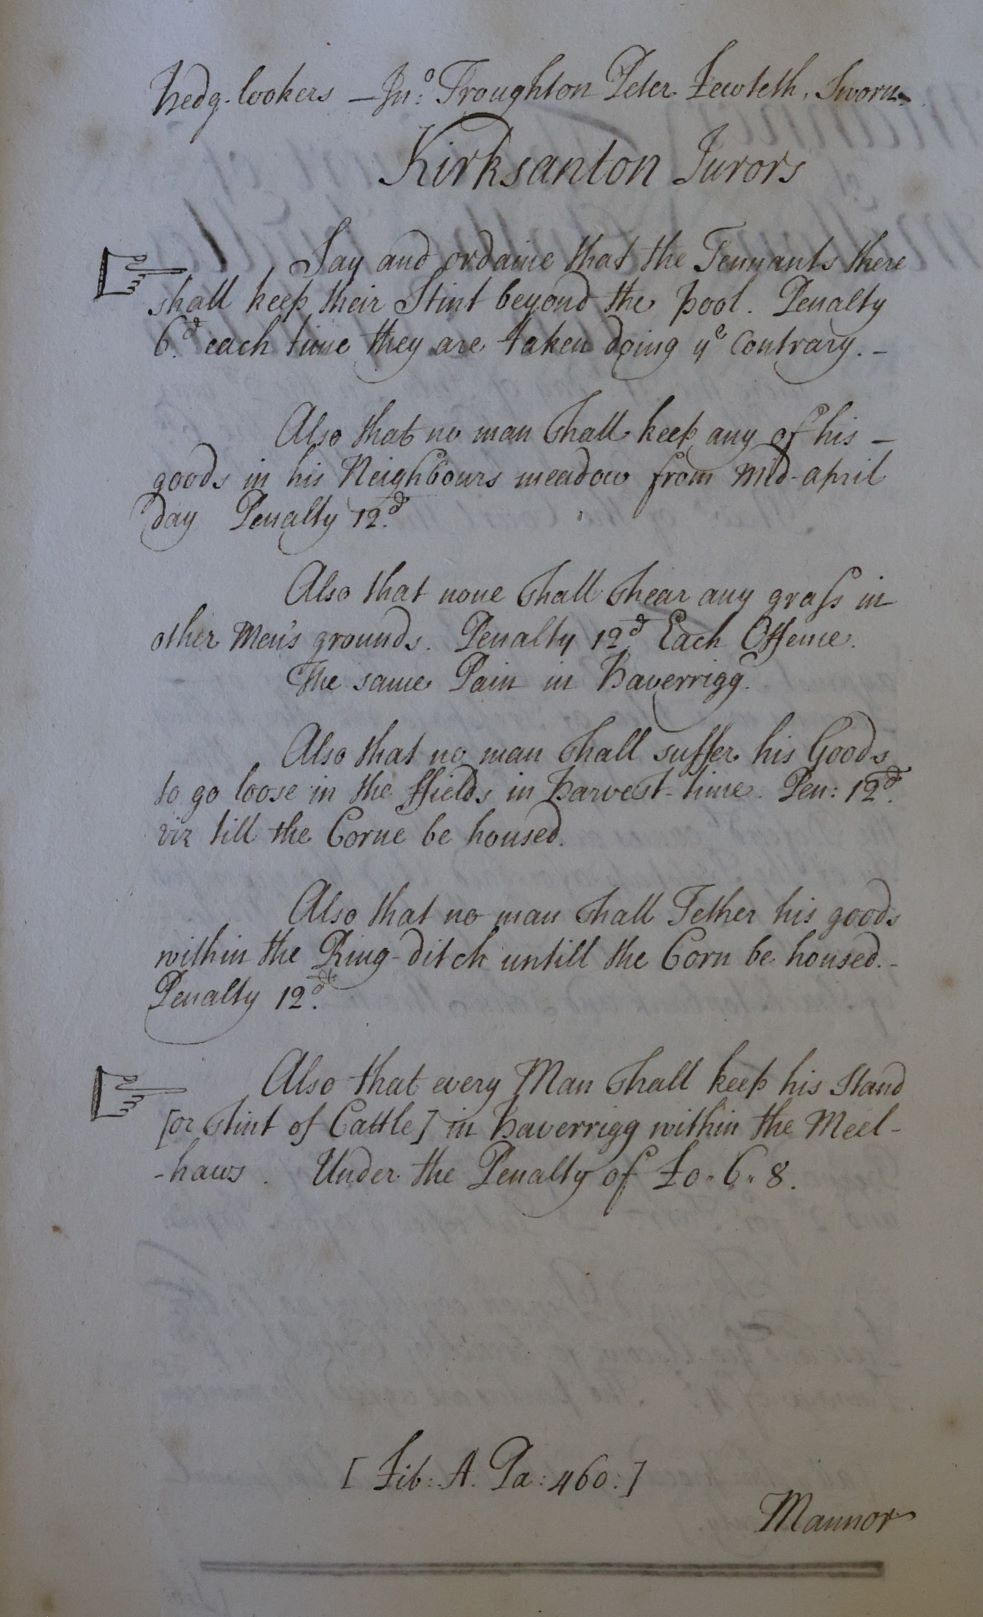 hedg-lookers – Jn:º Troughton Peter Lewteth, Sworn.
Kirksanton Jurors
Say and ordaine that the Tennants there
shall keep their Stint beyond the pool. Penalty
6.d each time they are taken doing ye Contrary. –
Also that no man shall keep any of his –
goods in his Neighbours meadow from Mid-april
day Penalty 12.d
Also that none shall shear any grass in
other Men's grounds. Penalty 12.d Each Offence.
The same Pain in haverrigg.
Also that no man shall suffer his Goods
to go loose in the ffields in harvest-time. Pen: 12d.
viz till the Corne be housed.
Also that no man shall Tether his goods
within the Ring-ditch untill the Corn be housed. –
Penalty 12.d
Also that every Man shall keep his Stand
[or stint of Cattle] in haverrigg within the Meel-
-haws. Under the Penalty of £0 " 6 " 8.
[ Lib: A. Pa: 460. ]
Mannor